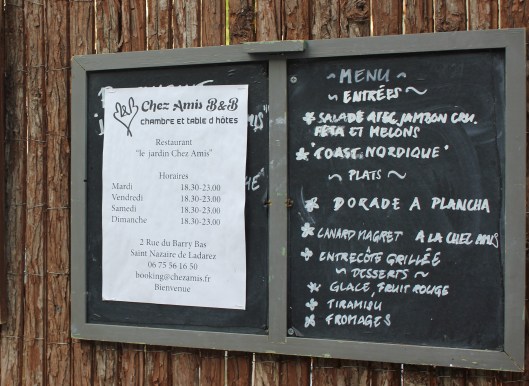 Chez Amis B&B
chambre et table d'hôtes
Restaurant
"le jardin Chez Amis"
Horaires
Mardi 18.30-23.00
Vendredi 18.30-23.00
Samedi 18.30-23.00
Dimanche 18.30-23.00
2 Rue du Barry Bas
Saint Nazaire de Ladarez
06 75 56 16 50
booking@chezamis.fr
Bienvenue
~ MENU ~
~ ENTRÉES ~
* SALADE AVEC JAMBON CRU,
FÉTA ET MELONS
* "TOAST NORDIQUE"
~ PLATS ~
* DORADE A PLANCHA
* CANARD MAGRET A LA CHEZ AMIS
* ENTRECÔTE GRILLÉE
~ DESSERTS ~
* GLACE, FRUIT ROUGE
* TIRAMISU
* FROMAGES